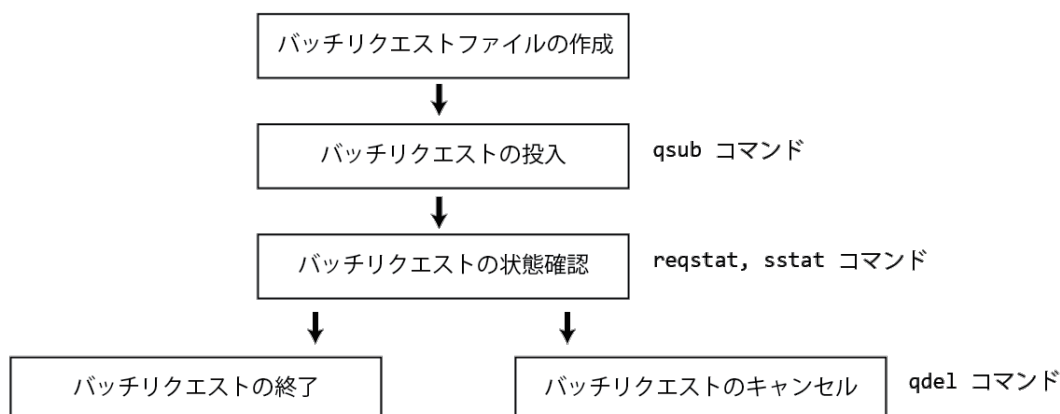 バッチリクエストファイルの作成
バッチリクエストの投入
qsub コマンド
バッチリクエストの状態確認
reqstat, sstat コマンド
バッチリクエストの終了
バッチリクエストのキャンセル
qdel コマンド